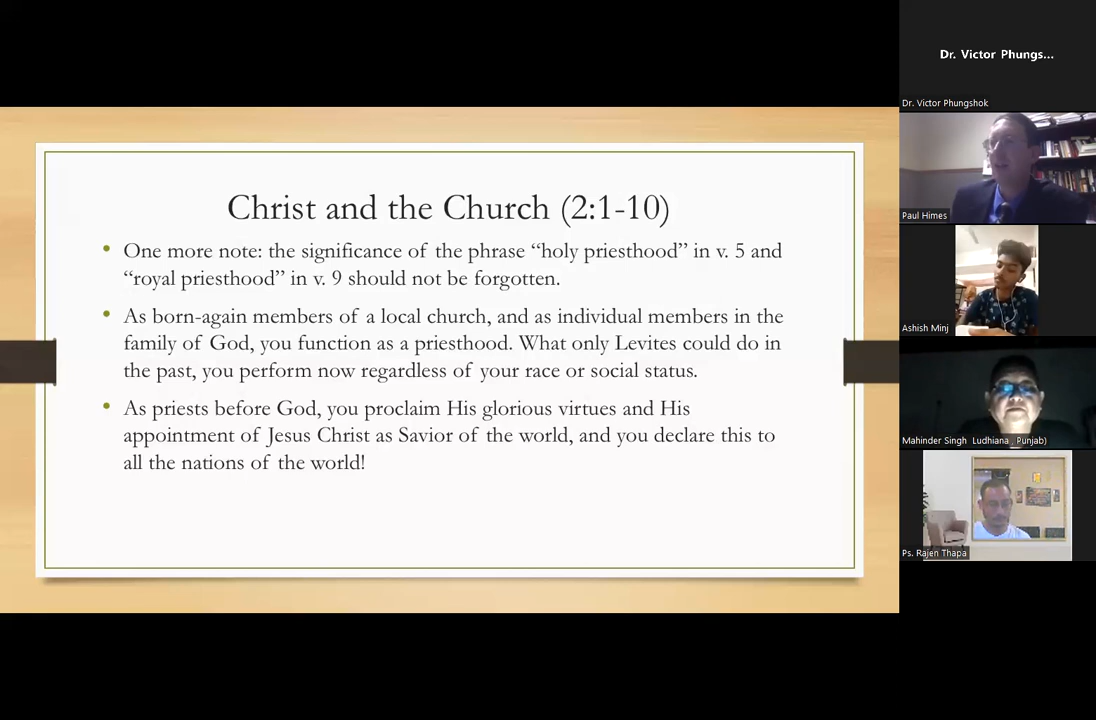 Christ and the Church (2:1-10)
• One more note: the significance of the phrase “holy priesthood” in v. 5 and
“royal priesthood” in v. 9 should not be forgotten.
• As born-again members of a local church, and as individual members in the
family of God, you function as a priesthood. What only Levites could do in
the past, you perform now regardless of your race or social status.
• As priests before God, you proclaim His glorious virtues and His
appointment of Jesus Christ as Savior of the world, and you declare this to
all the nations of the world!
Dr. Victor Phungs...
Dr. Victor Phungshok
Paul Himes
Ashish Minj
Mahinder Singh Ludhiana , Punjab)
Ps. Rajen Thapa